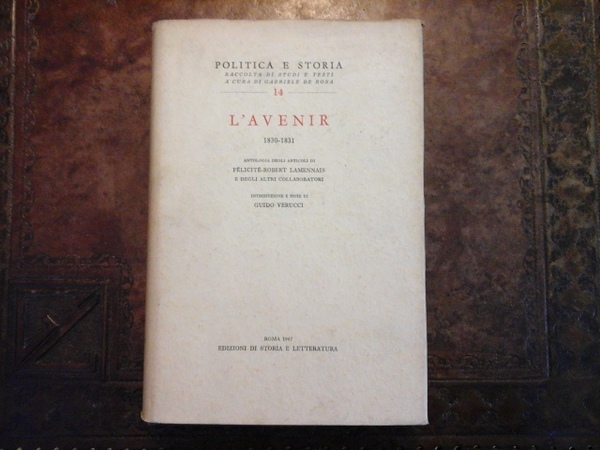 POLITICA E STORIA
RACCOLTA DI STUDI E TESTI
A CURA DI GABRIELE DE ROSA
14
L'AVENIR
1830-1831
ANTOLOGIA DEGLI ARTICOLI DI
FÉLICITÉ-ROBERT LAMENNAIS
E DEGLI ALTRI COLLABORATORI
INTRODUZIONE E NOTE DI
GUIDO VERUCCI
ROMA 1967
EDIZIONI DI STORIA E LETTERATURA